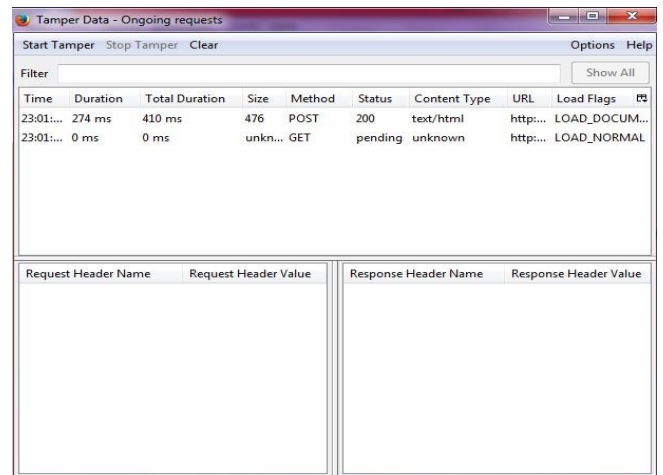 Tamper Data - Ongoing requests
Start Tamper Stop Tamper Clear Options Help
Filter Show All
Time Duration Total Duration Size Method Status Content Type URL Load Flags
23:01:... 274 ms 410 ms 476 POST 200 text/html http:... LOAD_DOCUM...
23:01:... 0 ms 0 ms unkn... GET pending unknown http:... LOAD_NORMAL
Request Header Name Request Header Value Response Header Name Response Header Value